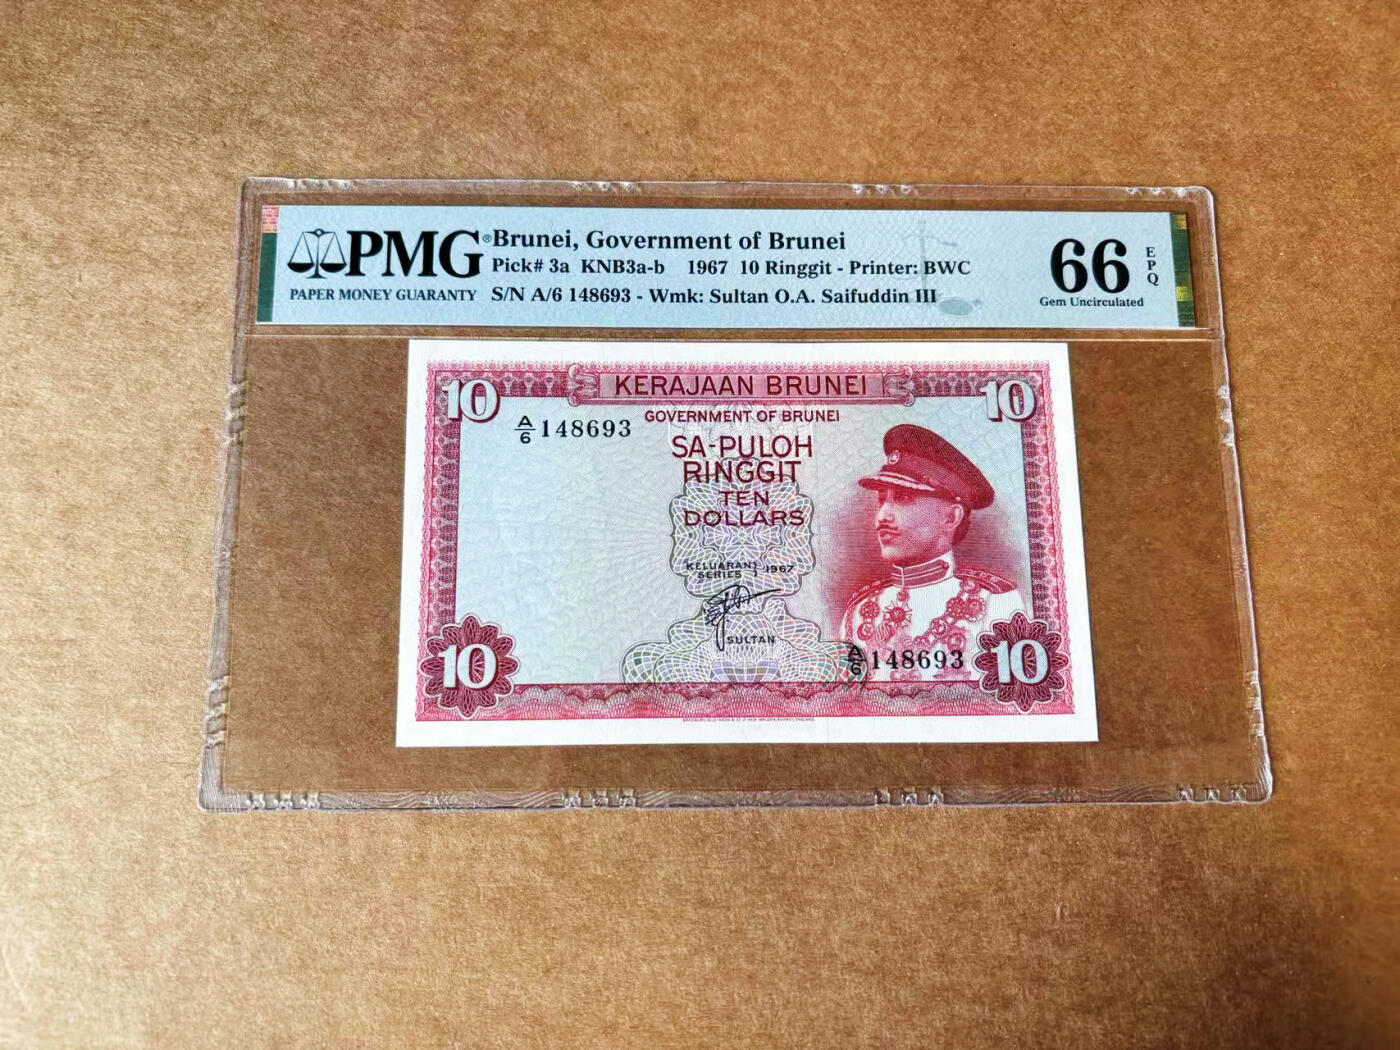 PMG®
PAPER MONEY GUARANTY
Brunei, Government of Brunei
Pick# 3a KNB3a-b 1967 10 Ringgit - Printer: BWC
S/N A/6 148693 - Wmk: Sultan O.A. Saifuddin III
66
EPQ
Gem Uncirculated
10
KERAJAAN BRUNEI
10
GOVERNMENT OF BRUNEI
A/6 148693
SA-PULOH
RINGGIT
TEN
DOLLARS
KELUARAN
SERIES 1 1967
SULTAN
A/6 148693
10
10